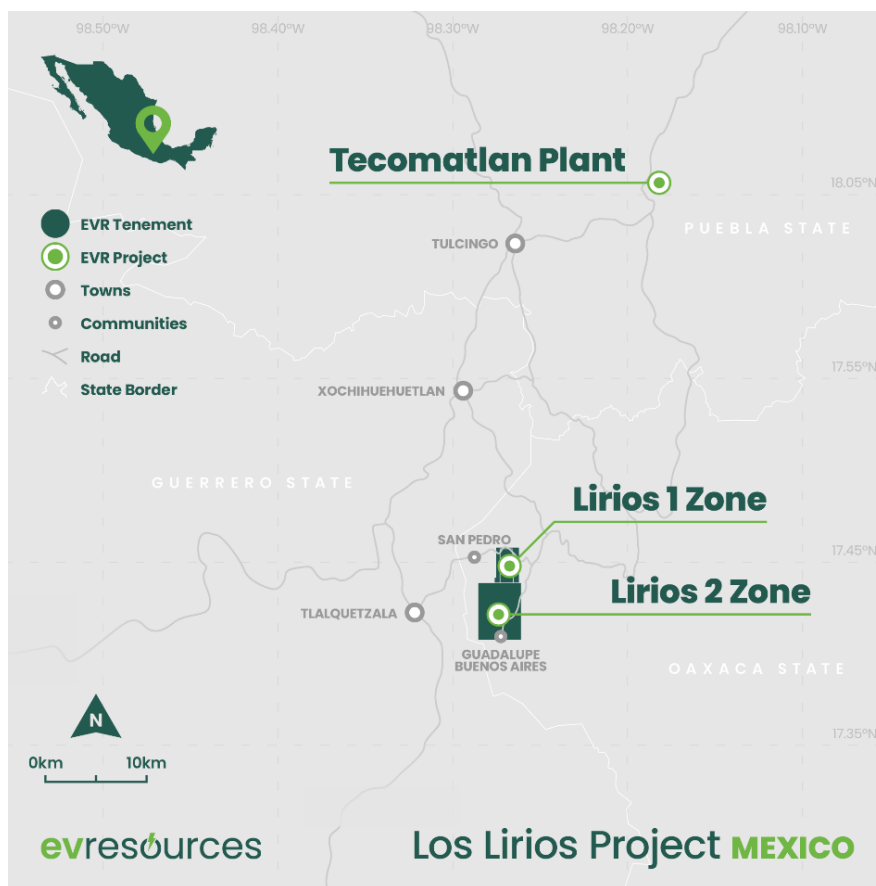 98.50°W 98.40°W 98.30°W 98.20°W 98.10°W
Tecomatlan Plant
18.05°N
EVR Tenement
PUEBLA STATE
TULCINGO
EVR Project
Towns
Communities
Road
17.55°N
State Border
XOCHIHUEHUETLAN
GUERRERO STATE
Lirios 1 Zone
SAN PEDRO
17.45°N
Lirios 2 Zone
TLALQUETZALA
GUADALUPE
BUENOS AIRES
OAXACA STATE
N
17.35°N
0km 10km
evresources
Los Lirios Project MEXICO